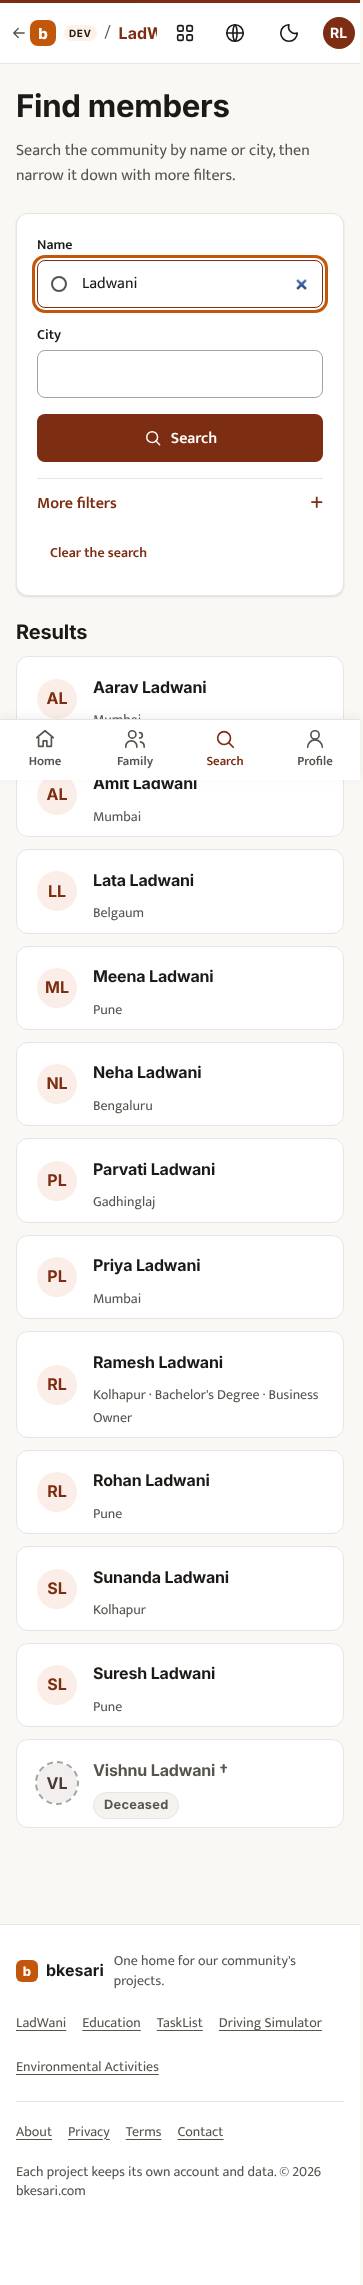 b DEV / LadW RL
Find members
Search the community by name or city, then
narrow it down with more filters.
Name
Ladwani
City
Search
More filters
Clear the search
Results
AL
Aarav Ladwani
Home
Family
Search
Profile
AL
Amit Ladwani
Mumbai
LL
Lata Ladwani
Belgaum
ML
Meena Ladwani
Pune
NL
Neha Ladwani
Bengaluru
PL
Parvati Ladwani
Gadhinglaj
PL
Priya Ladwani
Mumbai
RL
Ramesh Ladwani
Kolhapur · Bachelor's Degree · Business
Owner
RL
Rohan Ladwani
Pune
SL
Sunanda Ladwani
Kolhapur
SL
Suresh Ladwani
Pune
VL
Vishnu Ladwani †
Deceased
b bkesari
One home for our community's
projects.
LadWani Education TaskList Driving Simulator
Environmental Activities
About Privacy Terms Contact
Each project keeps its own account and data. © 2026
bkesari.com